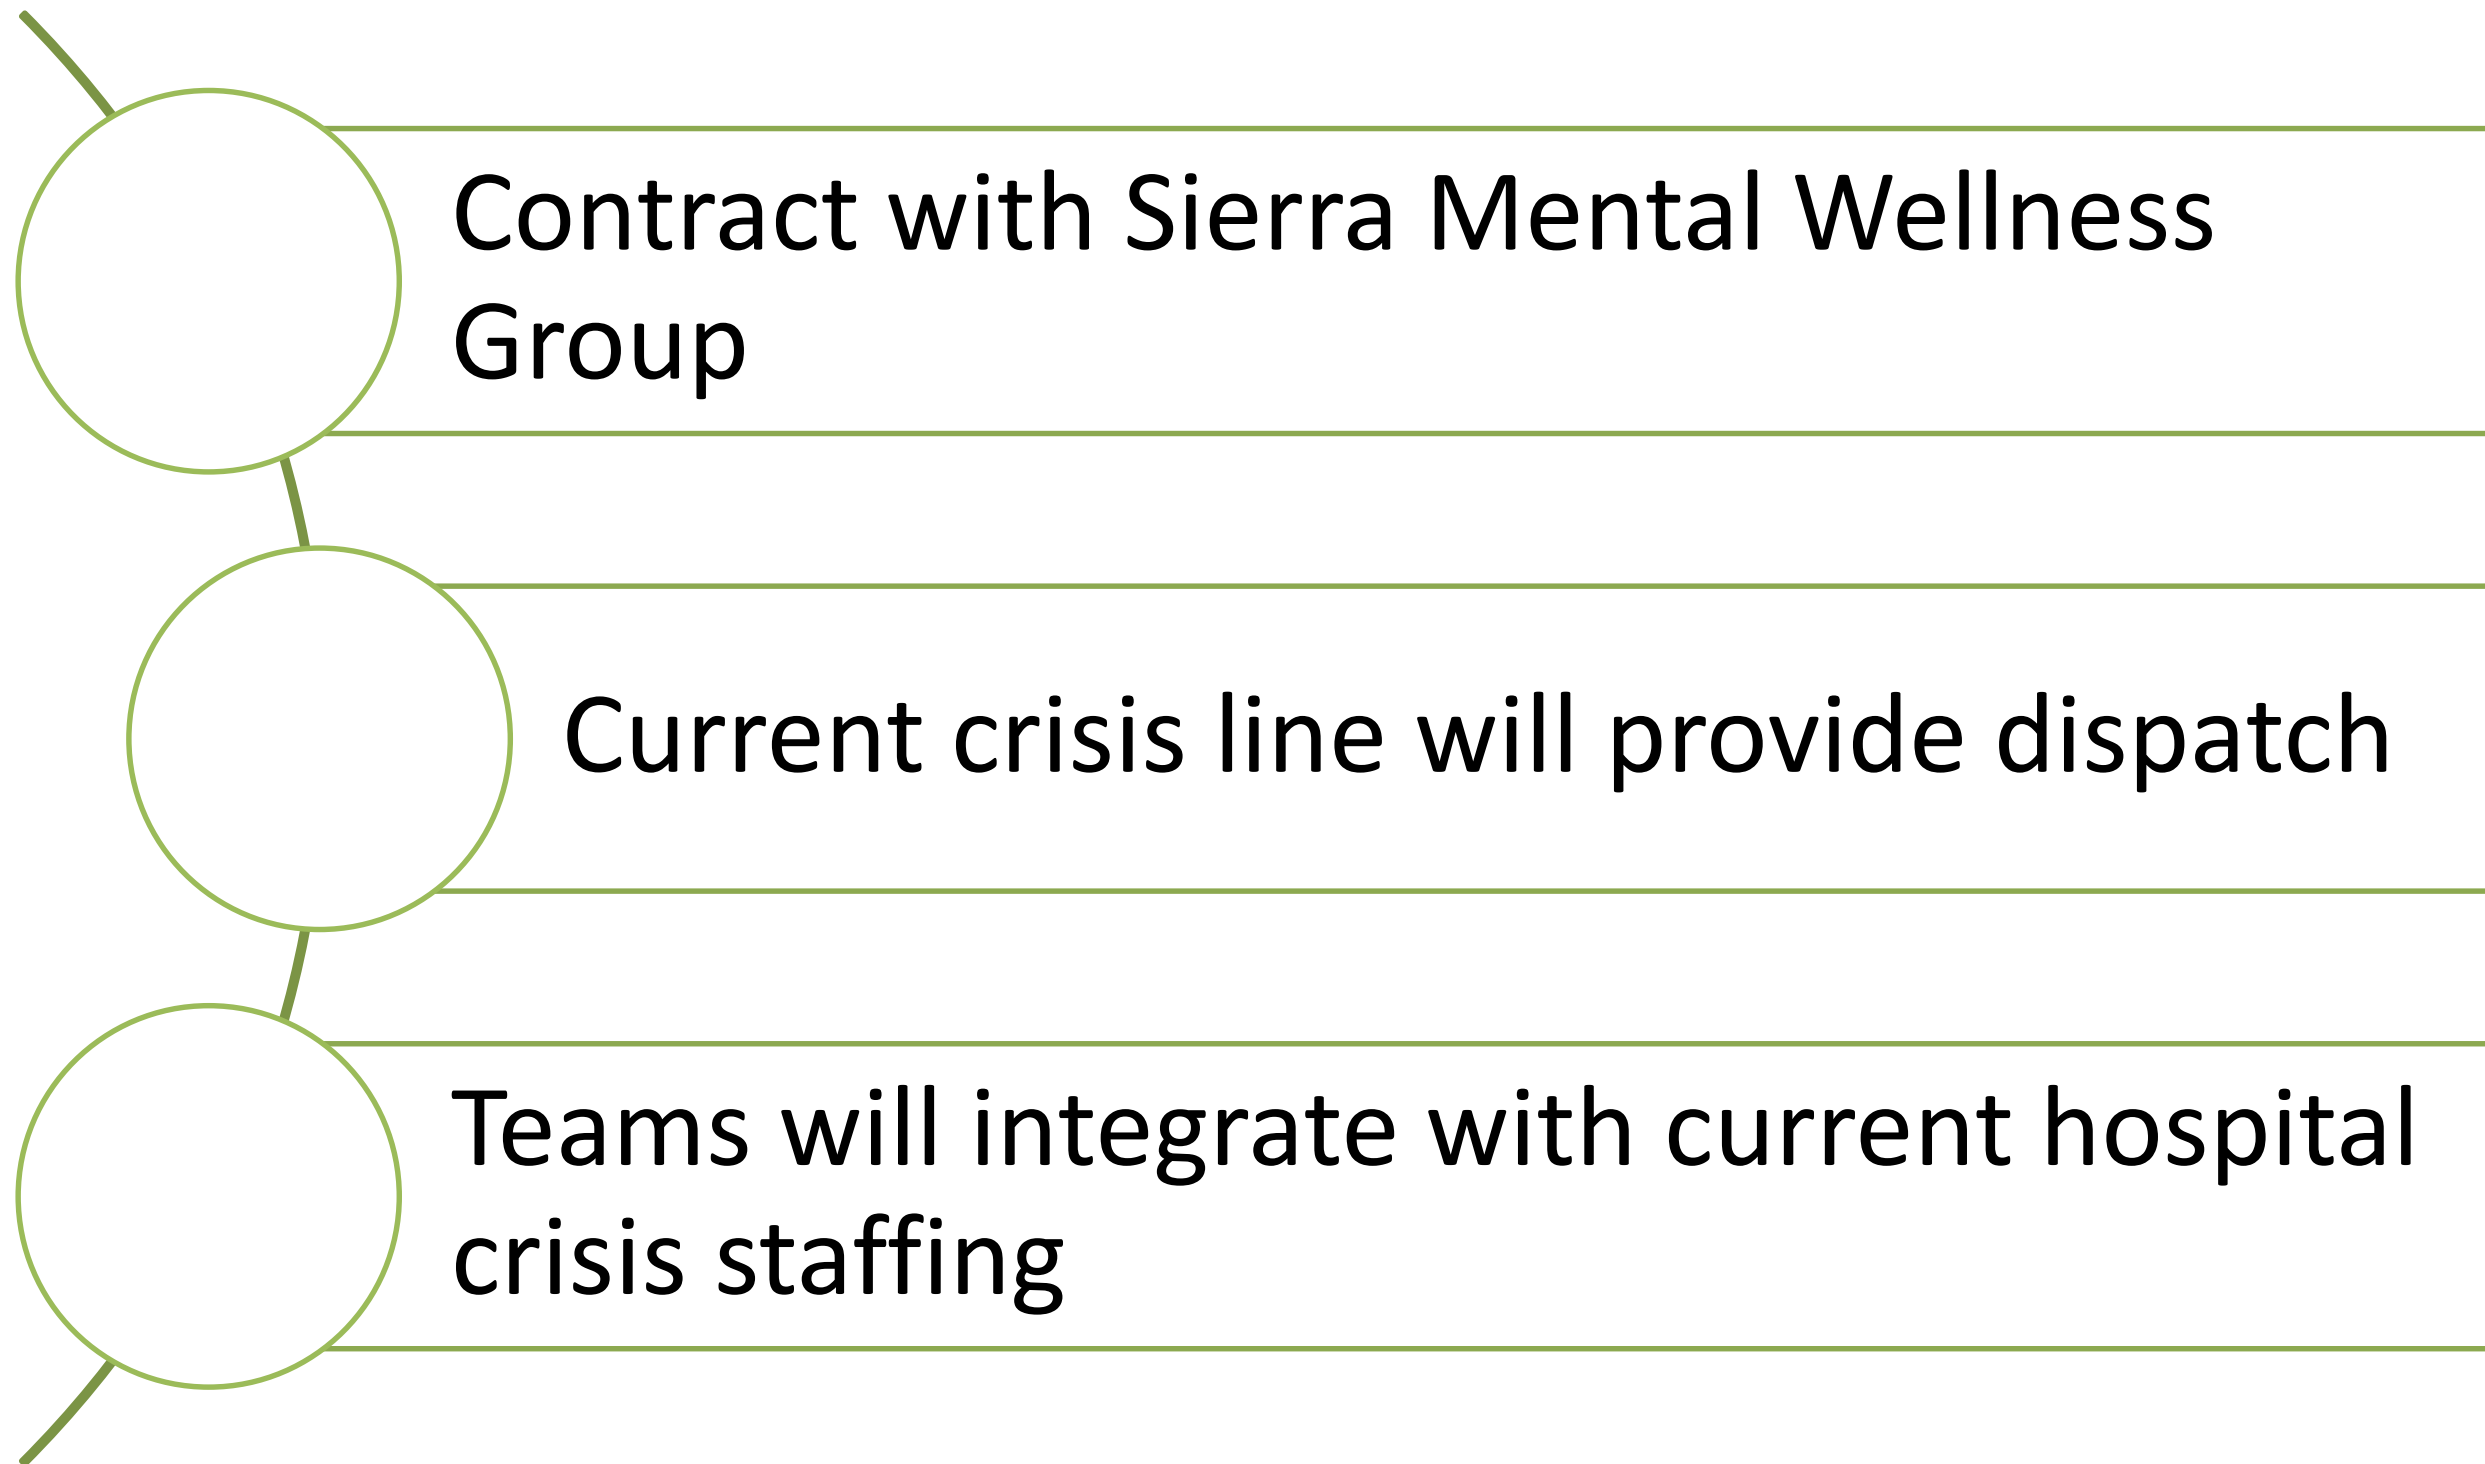 Contract with Sierra Mental Wellness
Group
Current crisis line will provide dispatch
Teams will integrate with current hospital
crisis staffing